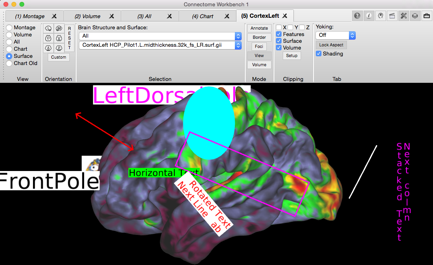 Connectome Workbench 1
(1) Montage
(2) Volume
(3) All
(4) Chart
(5) CortexLeft
Montage
Volume
All
Chart
Surface
Chart Old
View
RESET
Custom
Orientation
Brain Structure and Surface:
All
CortexLeft HCP_Pilot1.L.midthickness.32k_fs_LR.surf.gii
Selection
Annotate
Border
Foci
View
Volume
Mode
X Y Z
Features
Surface
Volume
Setup
Clipping
Yoking:
Off
Lock Aspect
Shading
Tab
LeftDorsal
FrontPole
Horizontal Text
Rotated Text
Next Line ab
Stacked Text
Next column